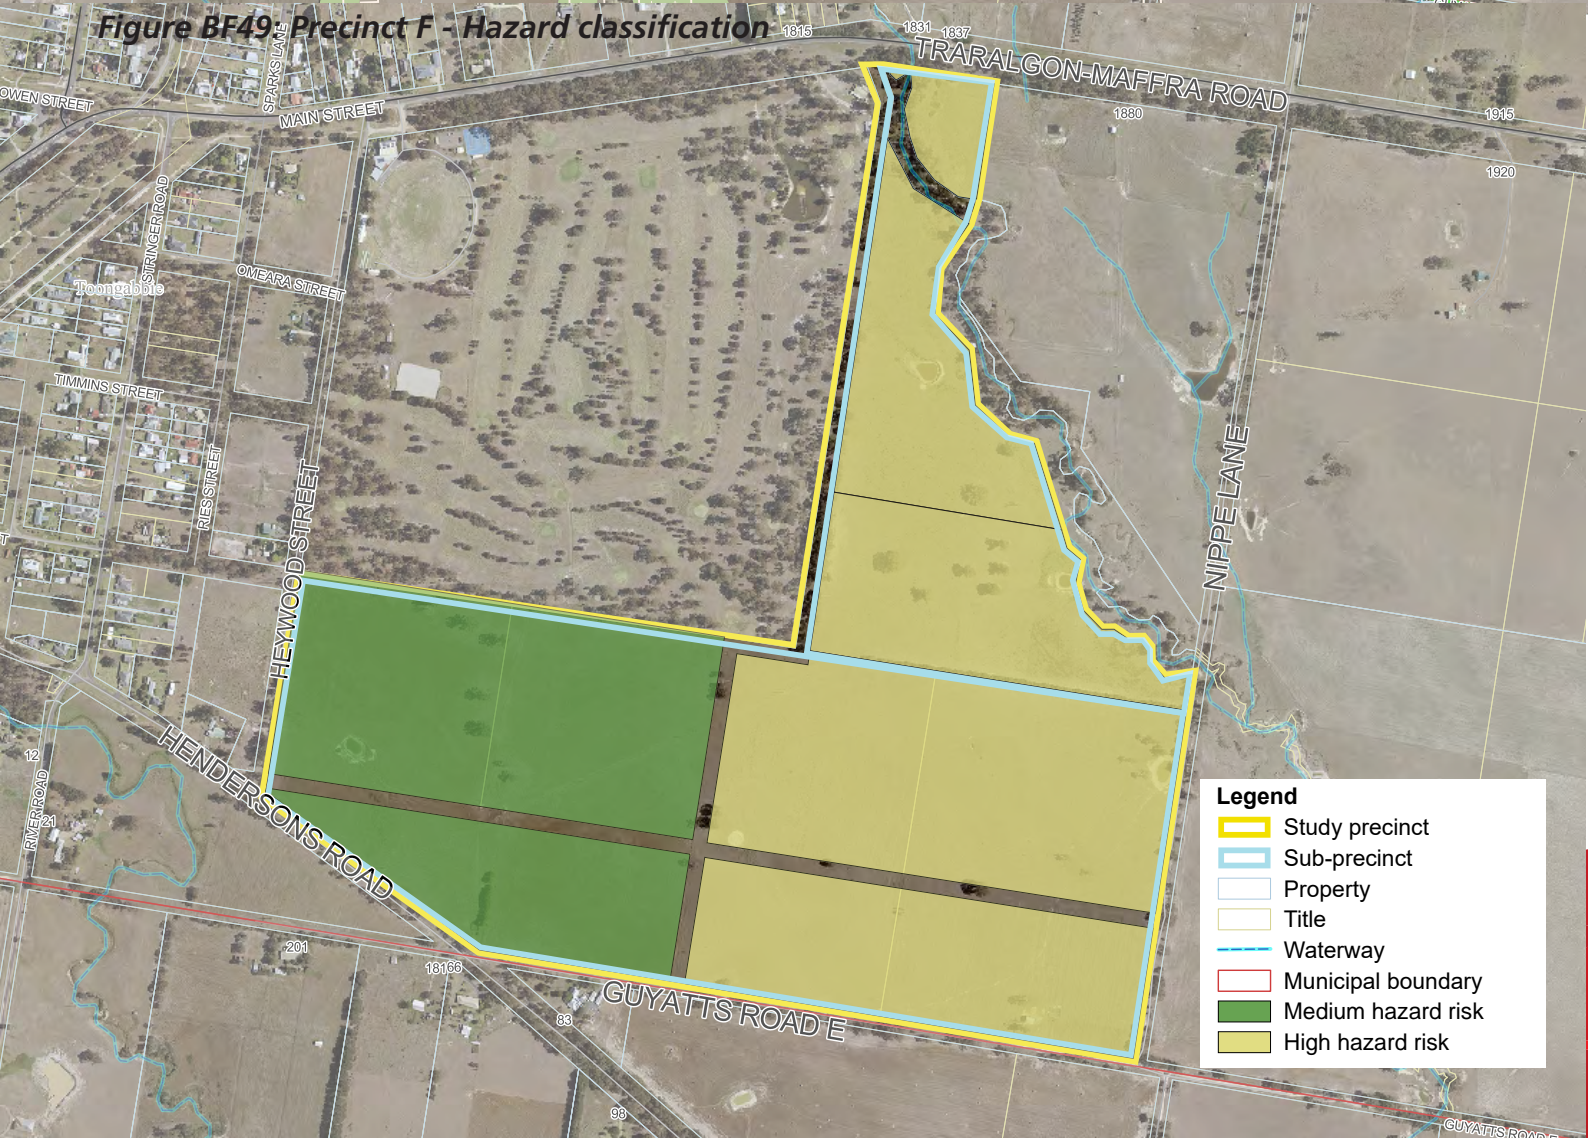 Figure BF49: Precinct F - Hazard classification
1815
1831
1837
TRARALGON-MAFFRA ROAD
1880
1915
1920
OWEN STREET
SPARKS LANE
MAIN STREET
STRINGER ROAD
OMEARA STREET
Toongabbie
TIMMINS STREET
RIES STREET
HEYWOOD STREET
NIPPE LANE
HENDERSONS ROAD
12
21
RIVER ROAD
201
18166
GUYATTS ROAD E
83
98
Legend
Study precinct
Sub-precinct
Property
Title
Waterway
Municipal boundary
Medium hazard risk
High hazard risk
GUYATTS ROAD E